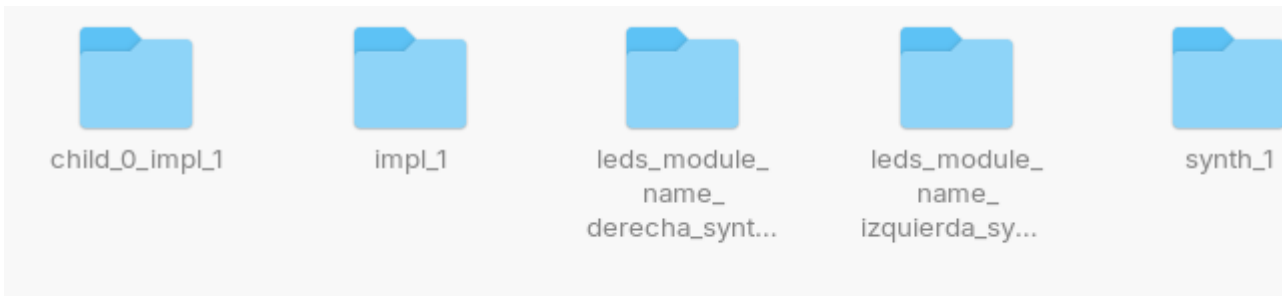 child_0_impl_1
impl_1
leds_module_
name_
derecha_synt...
leds_module_
name_
izquierda_sy...
synth_1